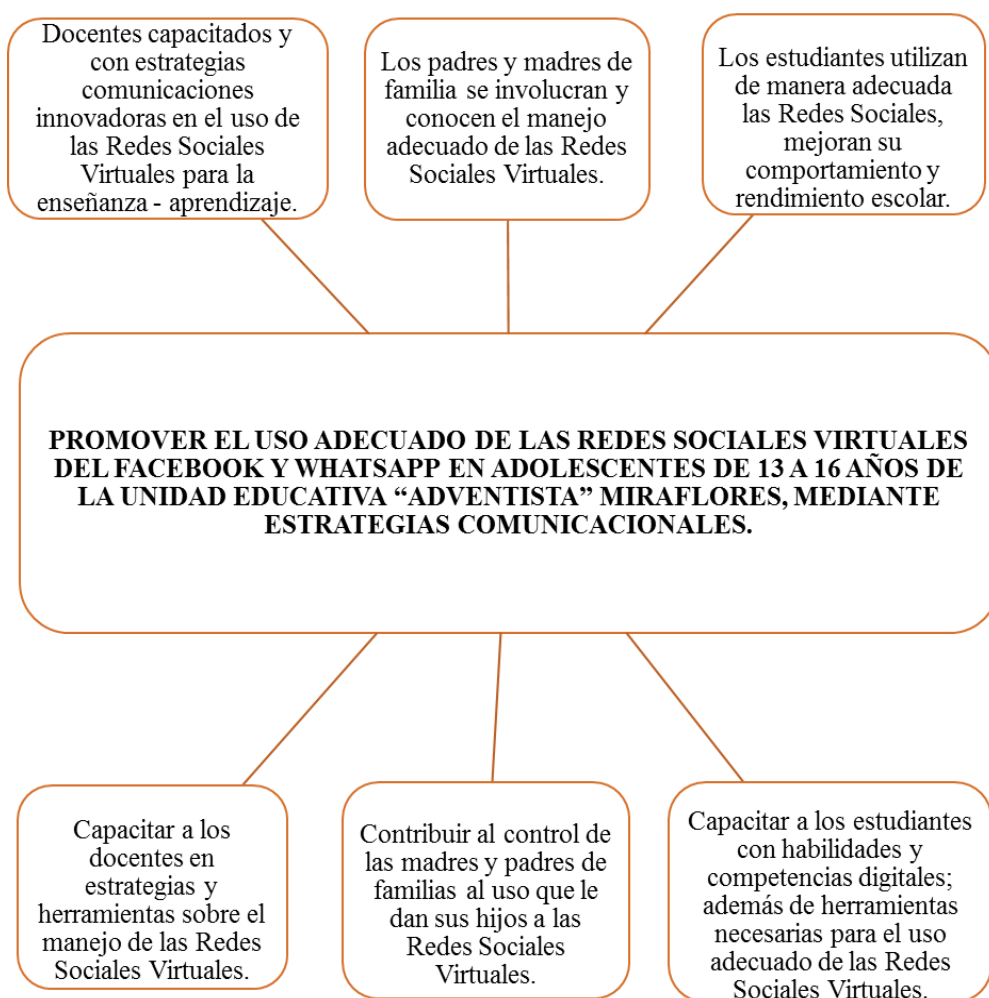 Docentes capacitados y
con estrategias
comunicaciones
innovadoras en el uso de
las Redes Sociales
Virtuales para la
enseñanza - aprendizaje.
Los padres y madres de
familia se involucran y
conocen el manejo
adecuado de las Redes
Sociales Virtuales.
Los estudiantes utilizan
de manera adecuada
las Redes Sociales,
mejoran su
comportamiento y
rendimiento escolar.
PROMOVER EL USO ADECUADO DE LAS REDES SOCIALES VIRTUALES
DEL FACEBOOK Y WHATSAPP EN ADOLESCENTES DE 13 A 16 AÑOS DE
LA UNIDAD EDUCATIVA “ADVENTISTA” MIRAFLORES, MEDIANTE
ESTRATEGIAS COMUNICACIONALES.
Capacitar a los
docentes en
estrategias y
herramientas sobre el
manejo de las Redes
Sociales Virtuales.
Contribuir al control de
las madres y padres de
familias al uso que le
dan sus hijos a las
Redes Sociales
Virtuales.
Capacitar a los estudiantes
con habilidades y
competencias digitales;
además de herramientas
necesarias para el uso
adecuado de las Redes
Sociales Virtuales.